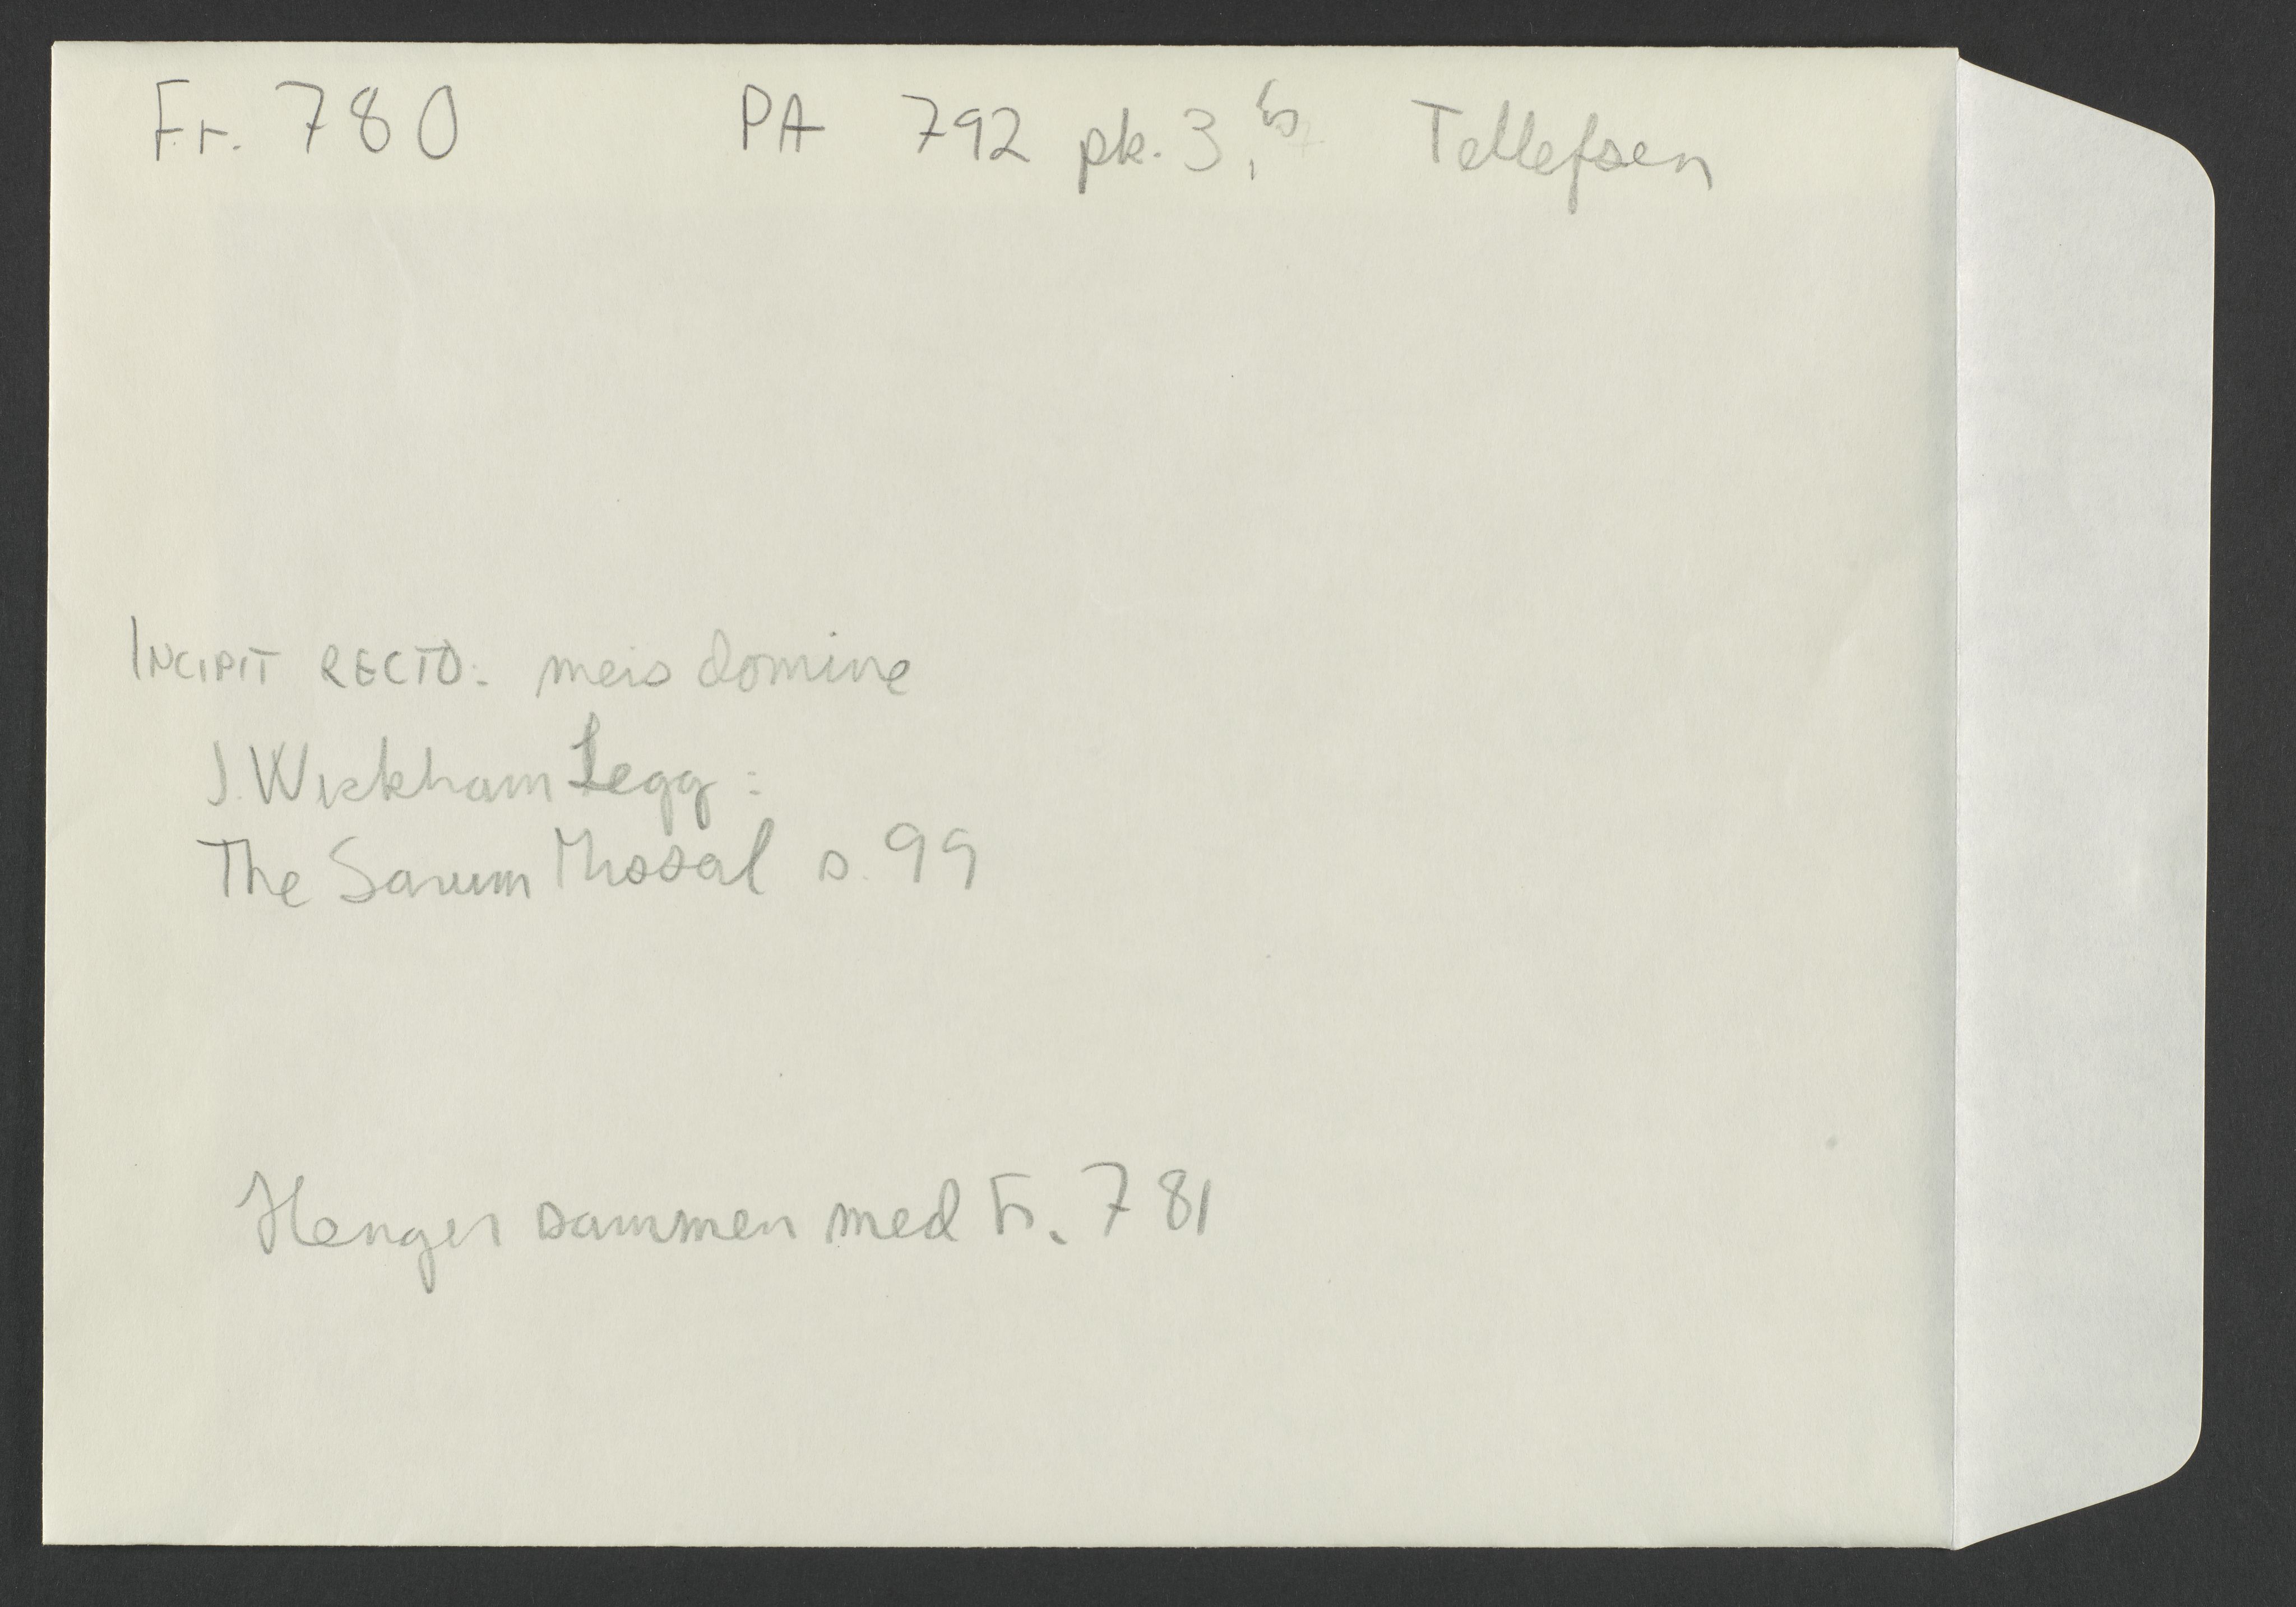 Fr. 780 PA 792 pk. 3, Tellefsen
INCIPIT RECTO: meis domine
J. Wickham Legg:
The Sarum Missal s. 99
Henger sammen med Fr. 781